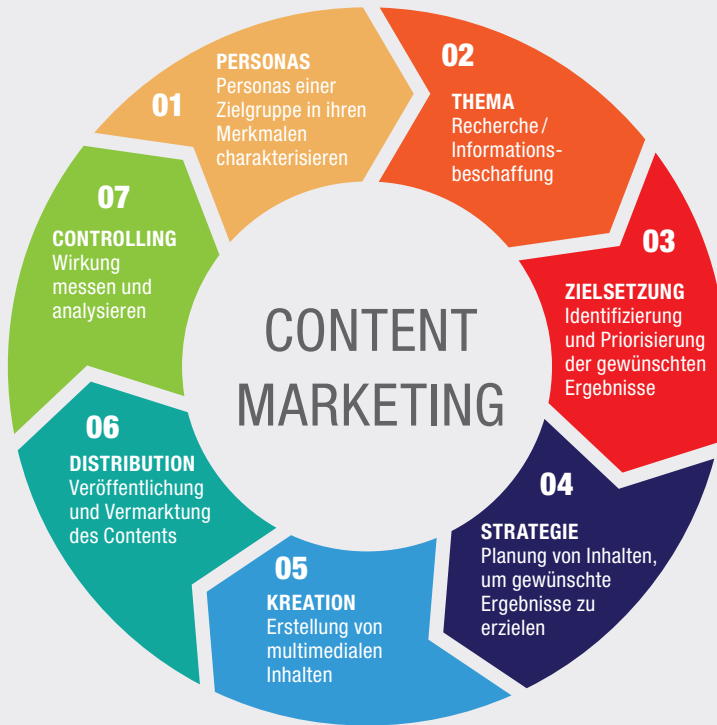 CONTENT
MARKETING
01
PERSONAS
Personas einer
Zielgruppe in ihren
Merkmalen
charakterisieren
02
THEMA
Recherche/
Informations-
beschaffung
03
ZIELSETZUNG
Identifizierung
und Priorisierung
der gewünschten
Ergebnisse
04
STRATEGIE
Planung von Inhalten,
um gewünschte
Ergebnisse zu
erzielen
05
KREATION
Erstellung von
multimedialen
Inhalten
06
DISTRIBUTION
Veröffentlichung
und Vermarktung
des Contents
07
CONTROLLING
Wirkung
messen und
analysieren